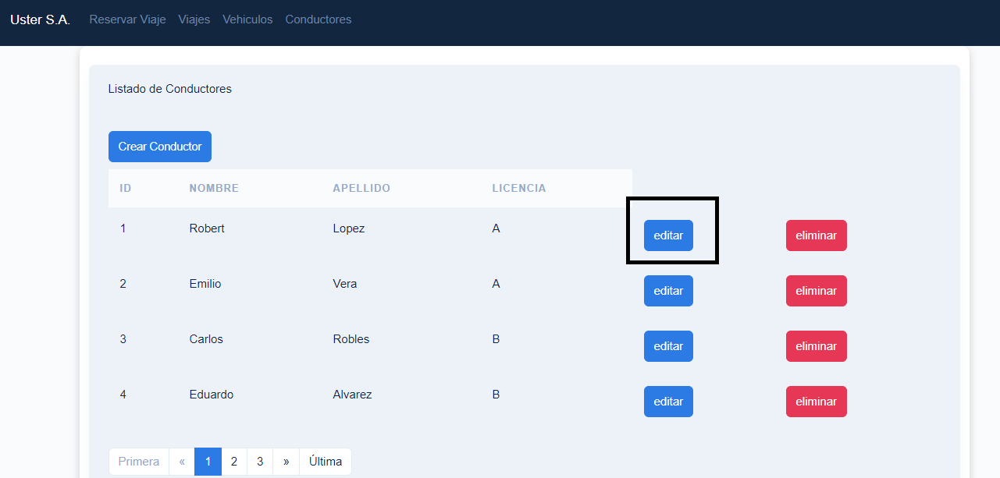 Uster S.A. Reservar Viaje Viajes Vehiculos Conductores
Listado de Conductores
Crear Conductor
ID NOMBRE APELLIDO LICENCIA
1 Robert Lopez A editar eliminar
2 Emilio Vera A editar eliminar
3 Carlos Robles B editar eliminar
4 Eduardo Alvarez B editar eliminar
Primera « 1 2 3 » Última